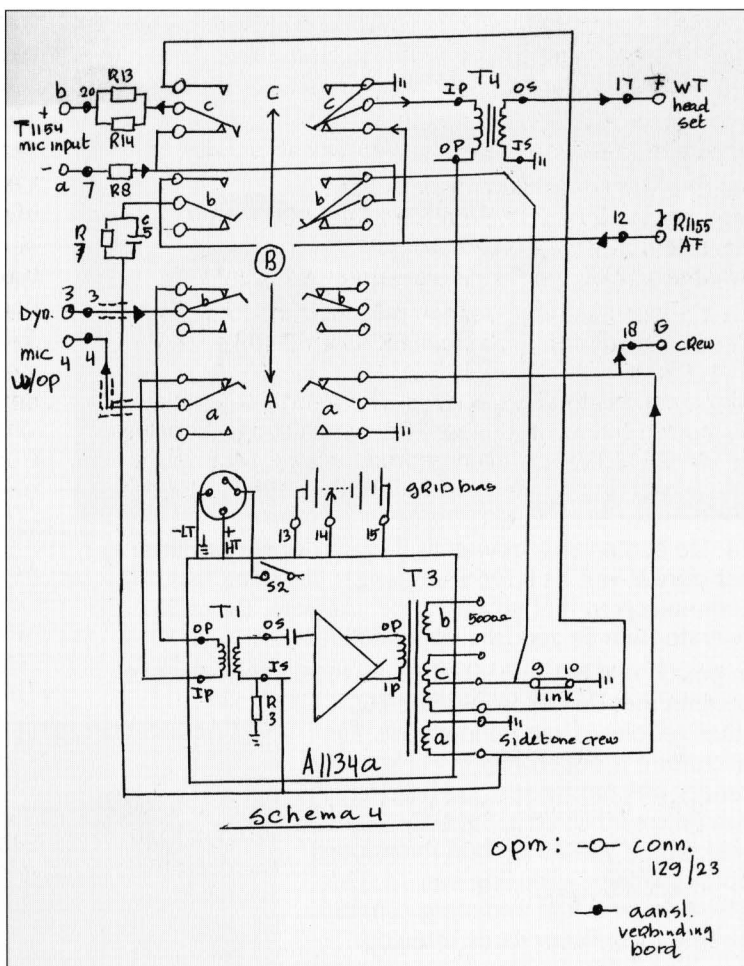 b
20
R13
+
T1154
mic input
R14
-
a
7
R8
C
c
c
IP
T4
OS
17
F
WT
head
set
OP
IS
R
7
C
5
b
b
B
12
R1155
AF
Dyn.
3
3
b
b
mic
4
4
W/OP
18
G
crew
a
A
a
-LT
+
HT
13
14
15
GRID bias
S2
T3
T1
OP
OS
IP
IS
R
3
OP
IP
b
5000Ω
c
9
10
link
a
Sidetone crew
A1134a
Schema 4
opm: -O- conn.
129/23
aansl.
verbinding
bord